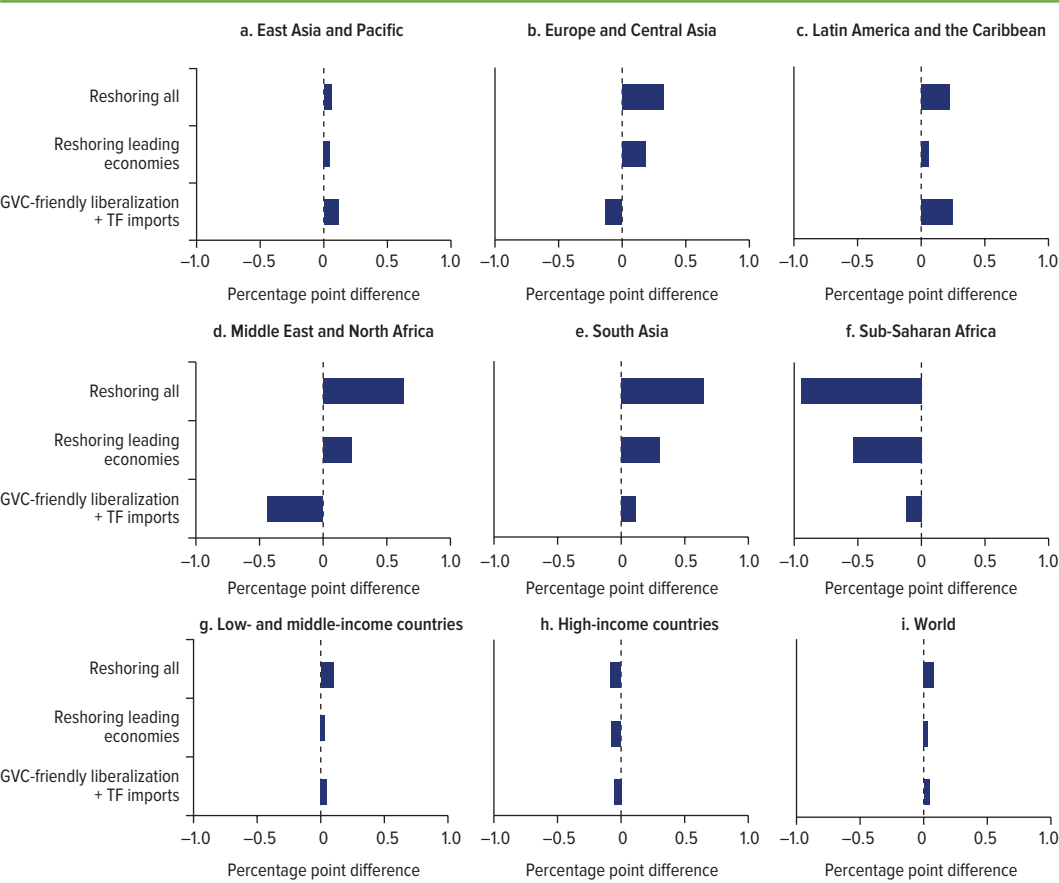 a. East Asia and Pacific
b. Europe and Central Asia
c. Latin America and the Caribbean
Reshoring all
Reshoring leading
economies
GVC-friendly liberalization
+ TF imports
–1.0 –0.5 0 0.5 1.0
–1.0 –0.5 0 0.5 1.0
–1.0 –0.5 0 0.5 1.0
Percentage point difference
Percentage point difference
Percentage point difference
d. Middle East and North Africa
e. South Asia
f. Sub-Saharan Africa
Reshoring all
Reshoring leading
economies
GVC-friendly liberalization
+ TF imports
–1.0 –0.5 0 0.5 1.0
–1.0 –0.5 0 0.5 1.0
–1.0 –0.5 0 0.5 1.0
Percentage point difference
Percentage point difference
Percentage point difference
g. Low- and middle-income countries
h. High-income countries
i. World
Reshoring all
Reshoring leading
economies
GVC-friendly liberalization
+ TF imports
–1.0 –0.5 0 0.5 1.0
–1.0 –0.5 0 0.5 1.0
–1.0 –0.5 0 0.5 1.0
Percentage point difference
Percentage point difference
Percentage point difference